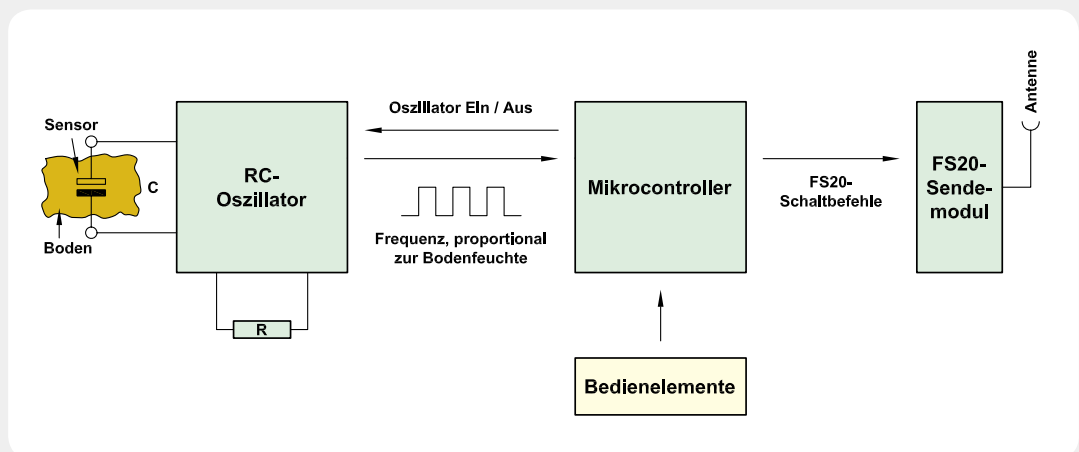 Sensor
C
Boden
RC-
Oszillator
R
Oszillator Ein / Aus
Frequenz, proportional
zur Bodenfeuchte
Mikrocontroller
Bedienelemente
FS20-
Schaltbefehle
FS20-
Sende-
modul
Antenne